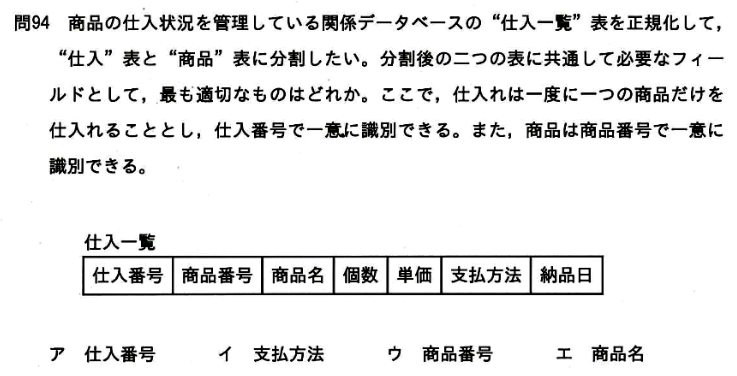 問94 商品の仕入状況を管理している関係データベースの“仕入一覧”表を正規化して，
“仕入”表と“商品”表に分割したい。分割後の二つの表に共通して必要なフィー
ルドとして，最も適切なものはどれか。ここで，仕入れは一度に一つの商品だけを
仕入れることとし，仕入番号で一意に識別できる。また，商品は商品番号で一意に
識別できる。
仕入一覧
仕入番号 商品番号 商品名 個数 単価 支払方法 納品日
ア 仕入番号 イ 支払方法 ウ 商品番号 エ 商品名